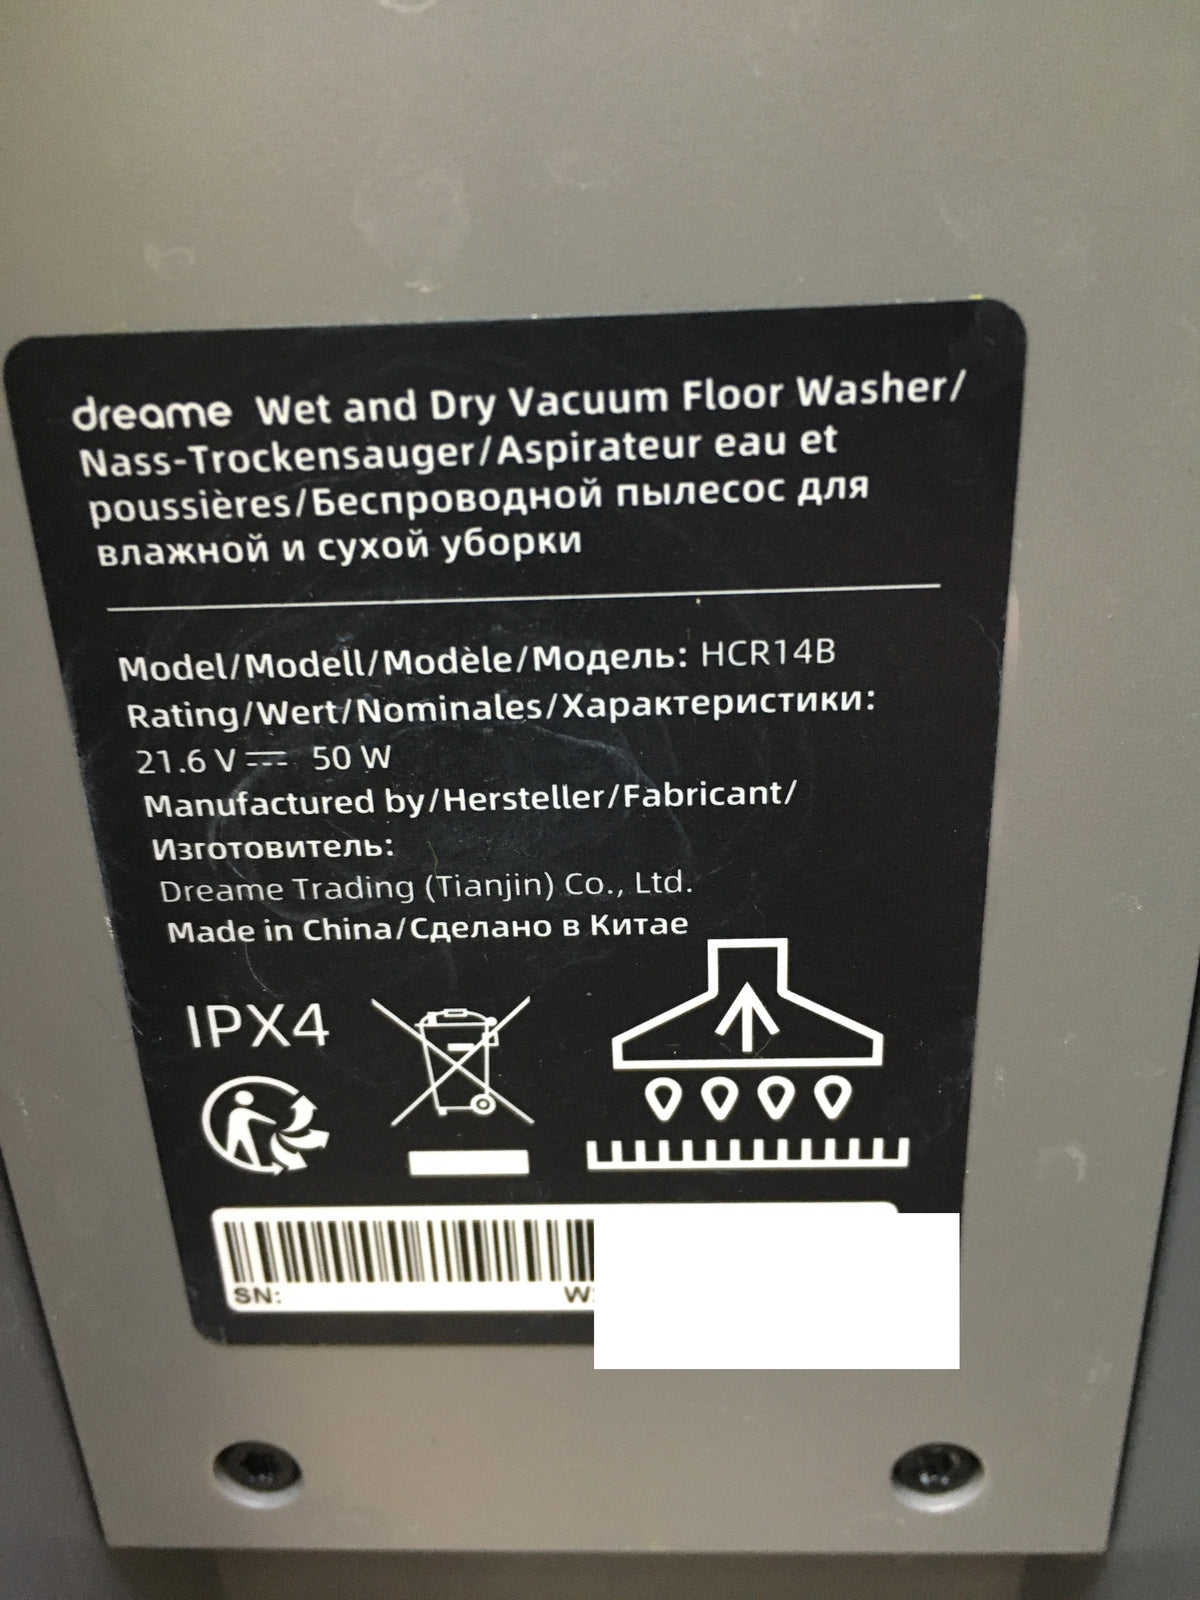 dreame Wet and Dry Vacuum Floor Washer/
Nass-Trockensauger/Aspirateur eau et
poussières/Беспроводной пылесос для
влажной и сухой уборки
Model/Modell/Modèle/Модель: HCR14B
Rating/Wert/Nominales/Характеристики:
21.6 V ⎓ 50 W
Manufactured by/Hersteller/Fabricant/
Изготовитель:
Dreame Trading (Tianjin) Co., Ltd.
Made in China/Сделано в Китае
IPX4
SN: